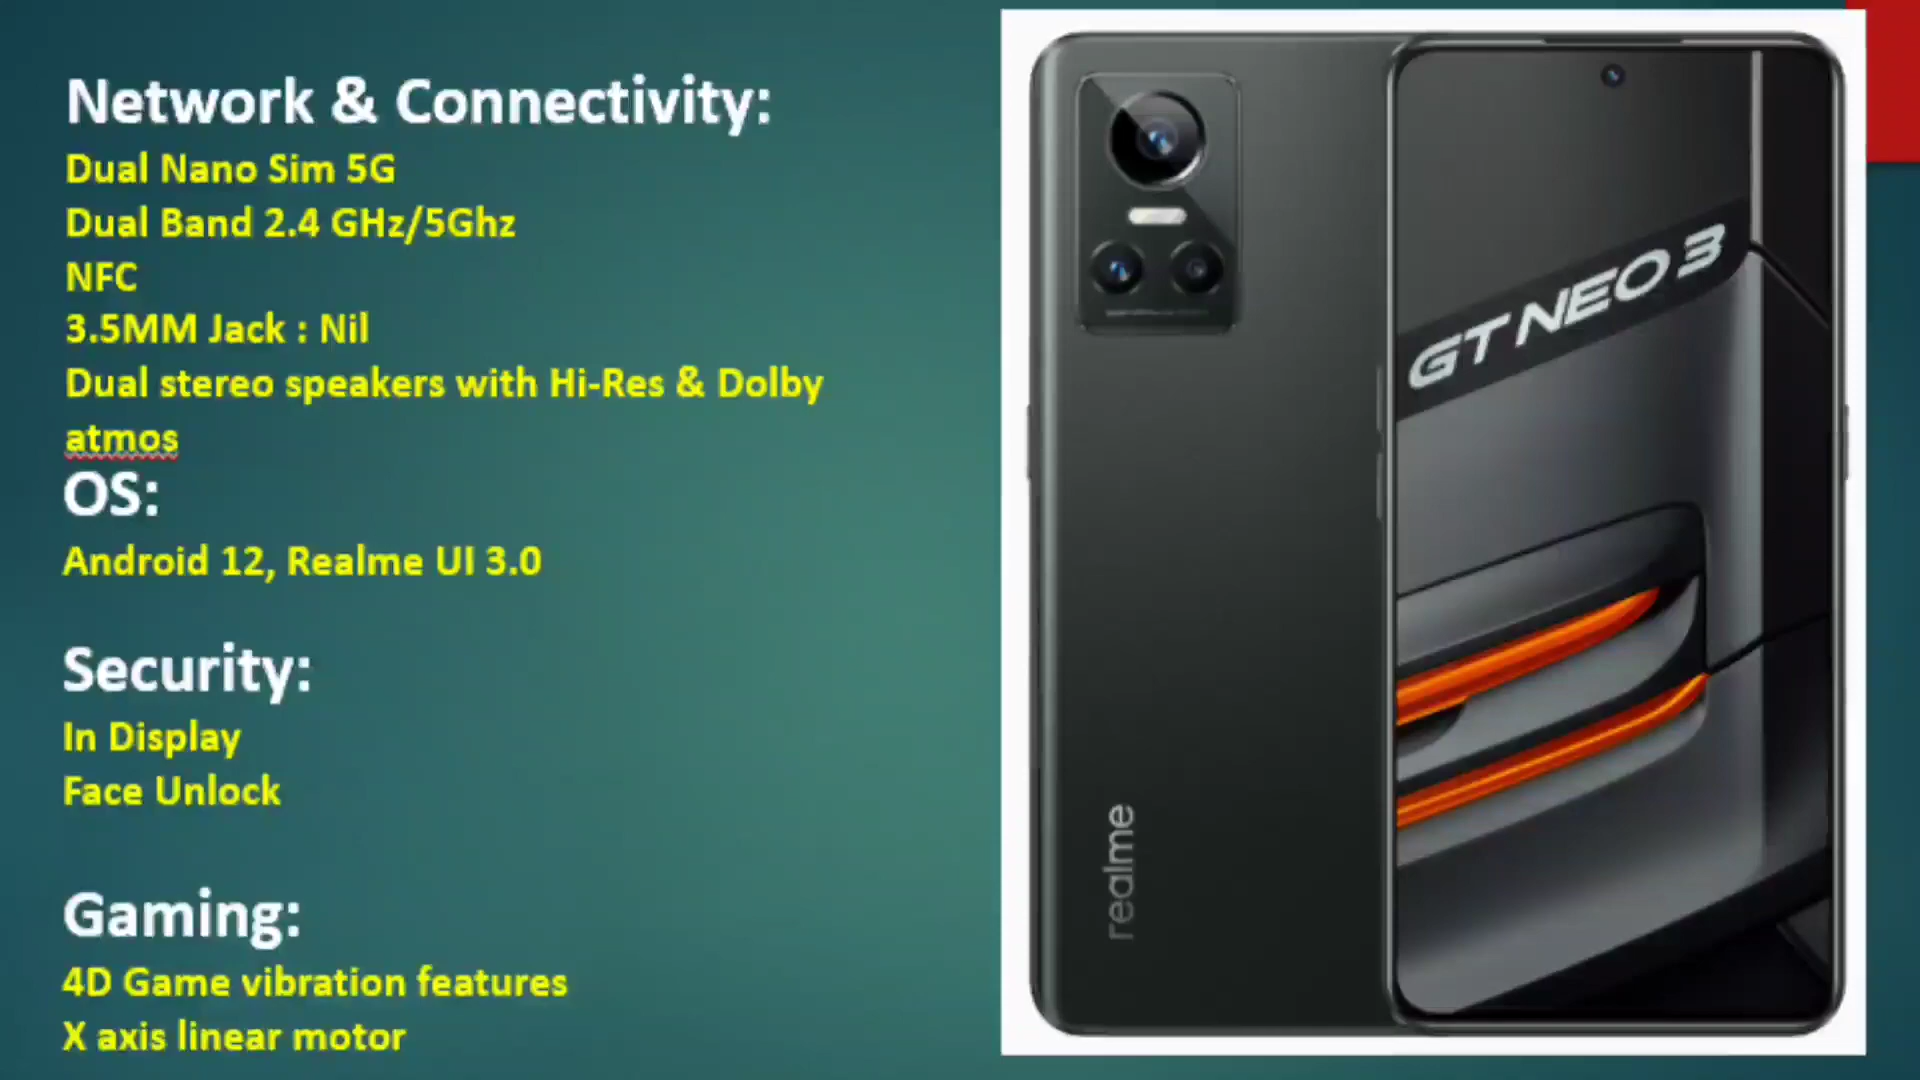 Network & Connectivity:
Dual Nano Sim 5G
Dual Band 2.4 GHz/5Ghz
NFC
3.5MM Jack : Nil
Dual stereo speakers with Hi-Res & Dolby
atmos
OS:
Android 12, Realme UI 3.0
Security:
In Display
Face Unlock
Gaming:
4D Game vibration features
X axis linear motor
GT NEO 3
realme